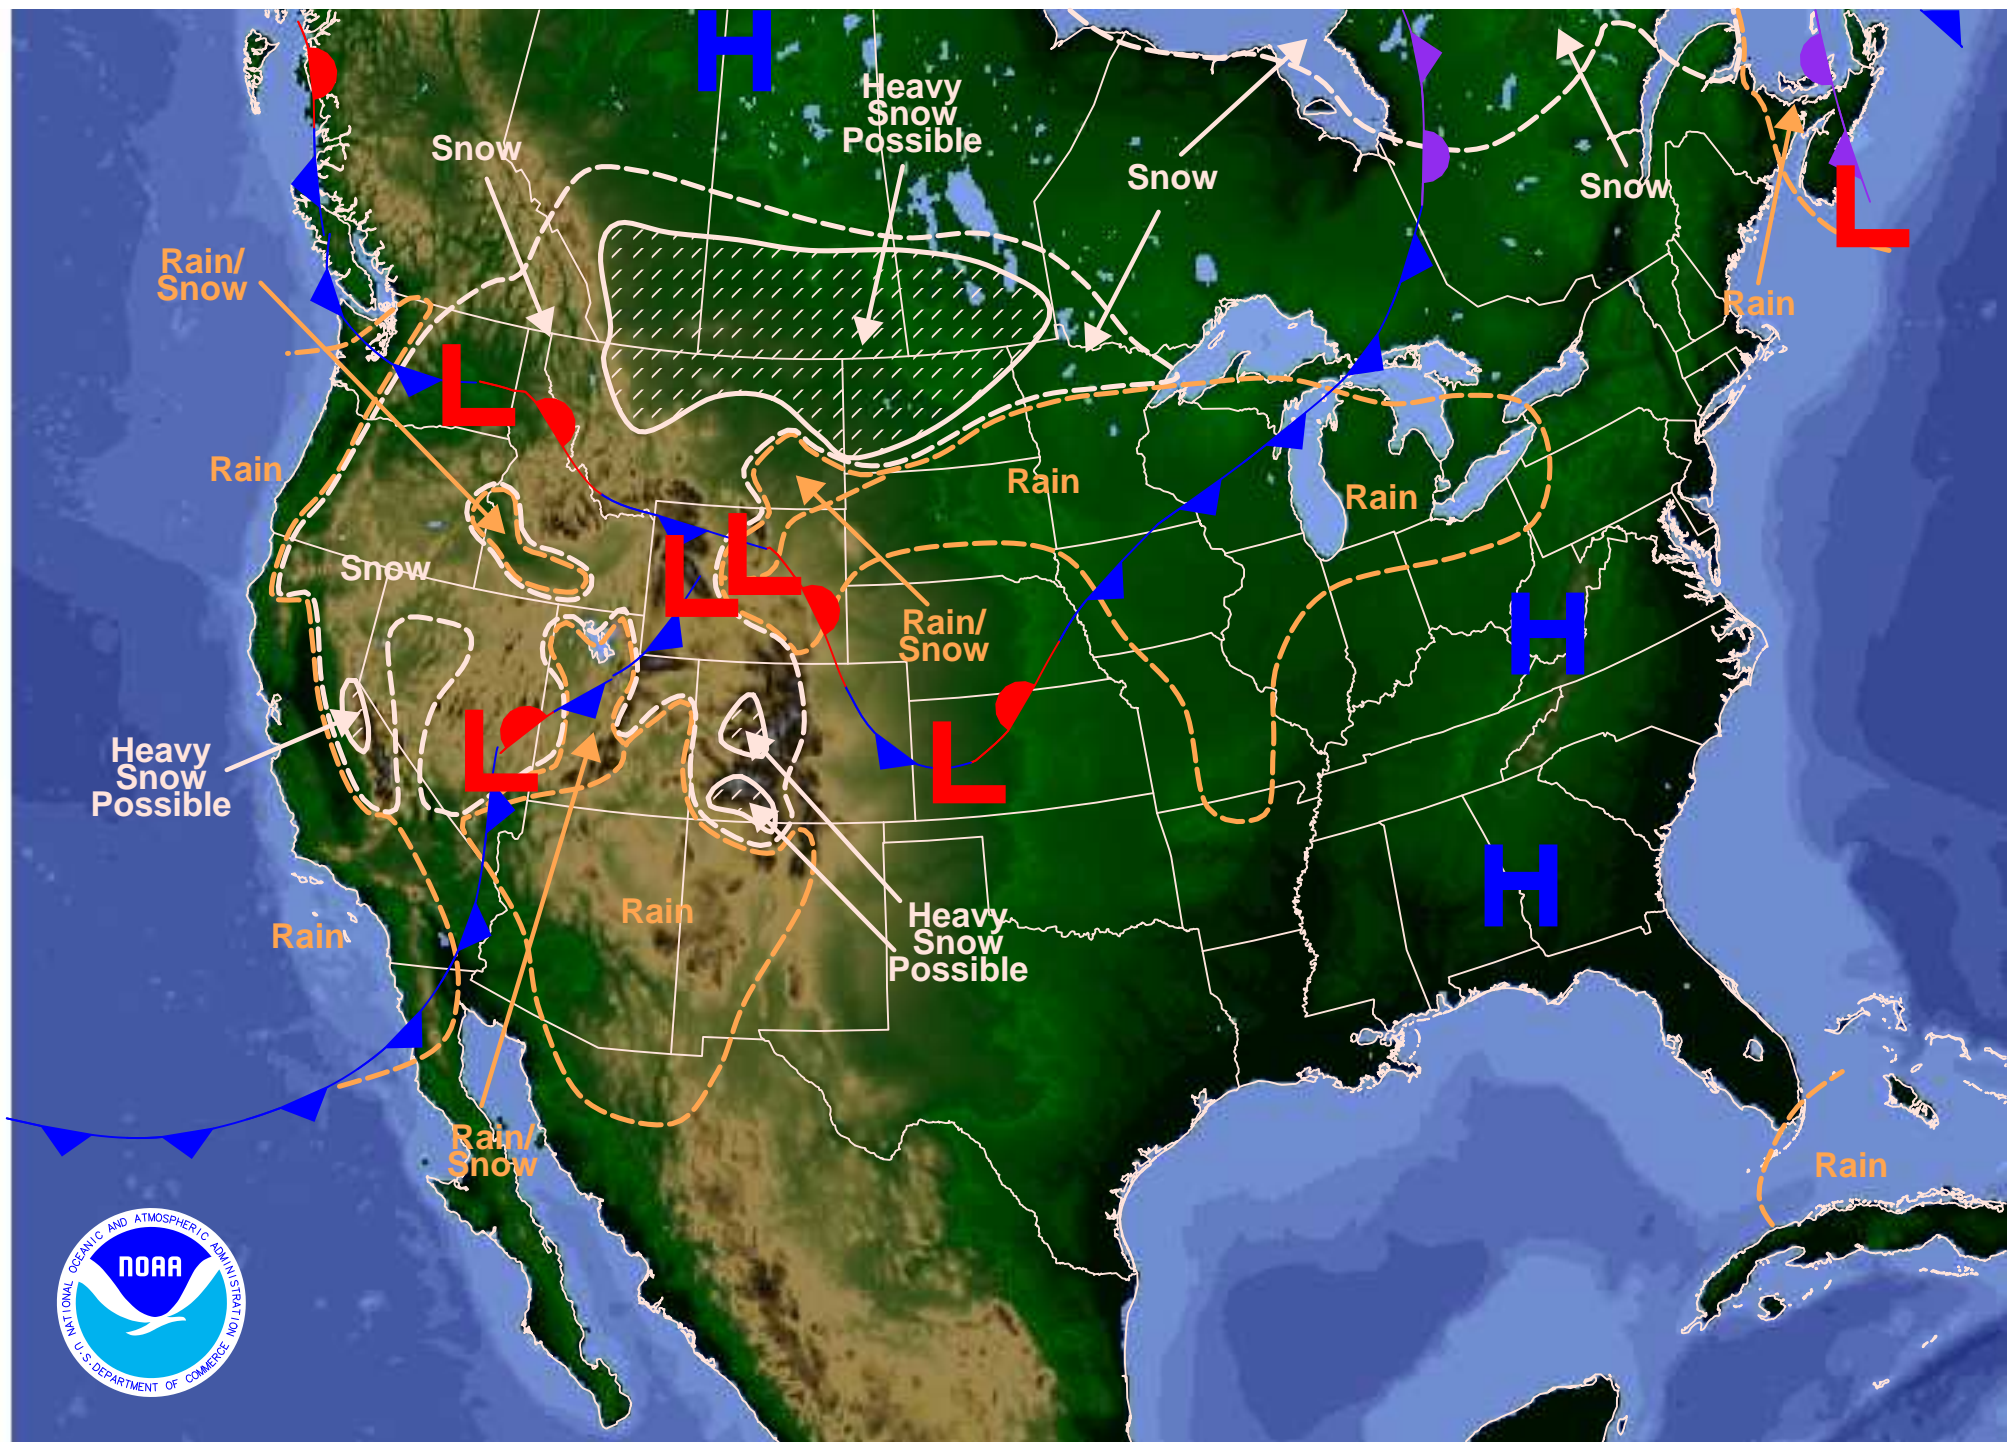 H
Heavy
Snow
Possible
Snow
Snow
Snow
L
Rain/
Snow
Rain
L
Rain
Rain
Rain
L
L
Snow
Rain/
Snow
H
Heavy
Snow
Possible
L
L
H
Rain
Rain
Heavy
Snow
Possible
Rain/
Snow
Rain
NATIONAL OCEANIC AND ATMOSPHERIC ADMINISTRATION
NOAA
U.S. DEPARTMENT OF COMMERCE